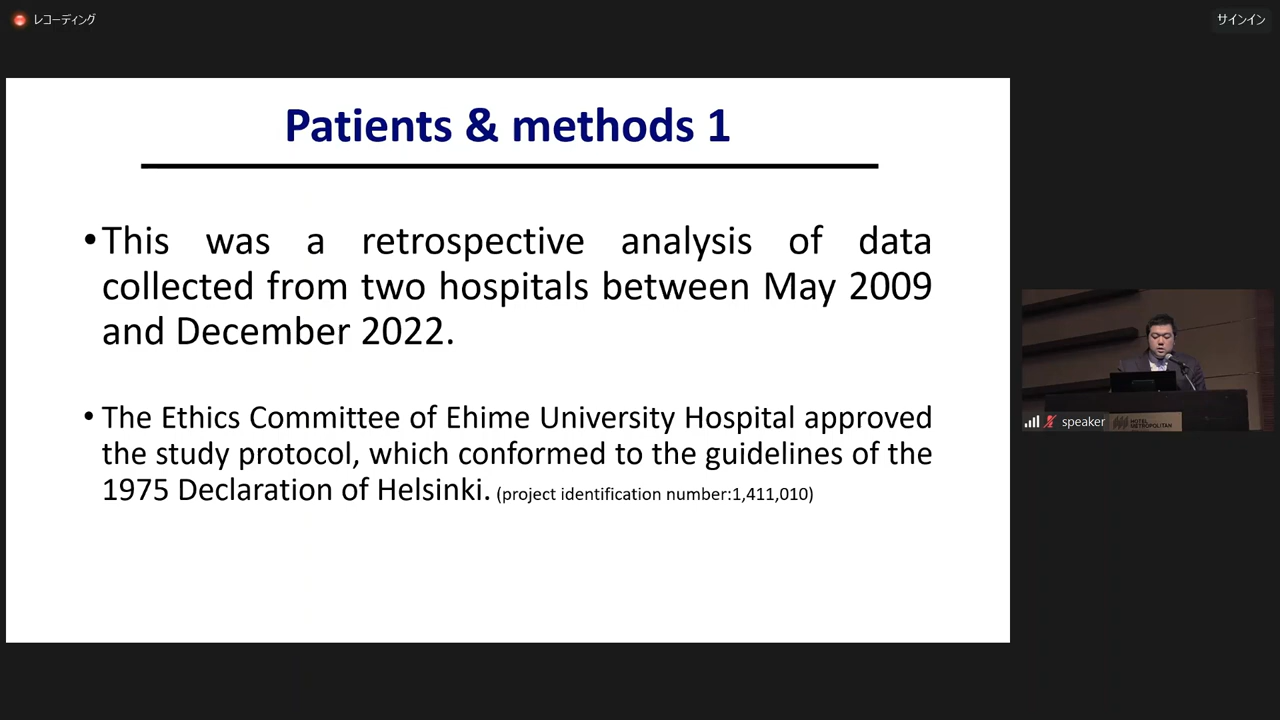 レコーディング
サインイン
Patients & methods 1
•This was a retrospective analysis of data
collected from two hospitals between May 2009
and December 2022.
• The Ethics Committee of Ehime University Hospital approved
the study protocol, which conformed to the guidelines of the
1975 Declaration of Helsinki. (project identification number:1,411,010)
speaker
HOTEL
METROPOLITAN